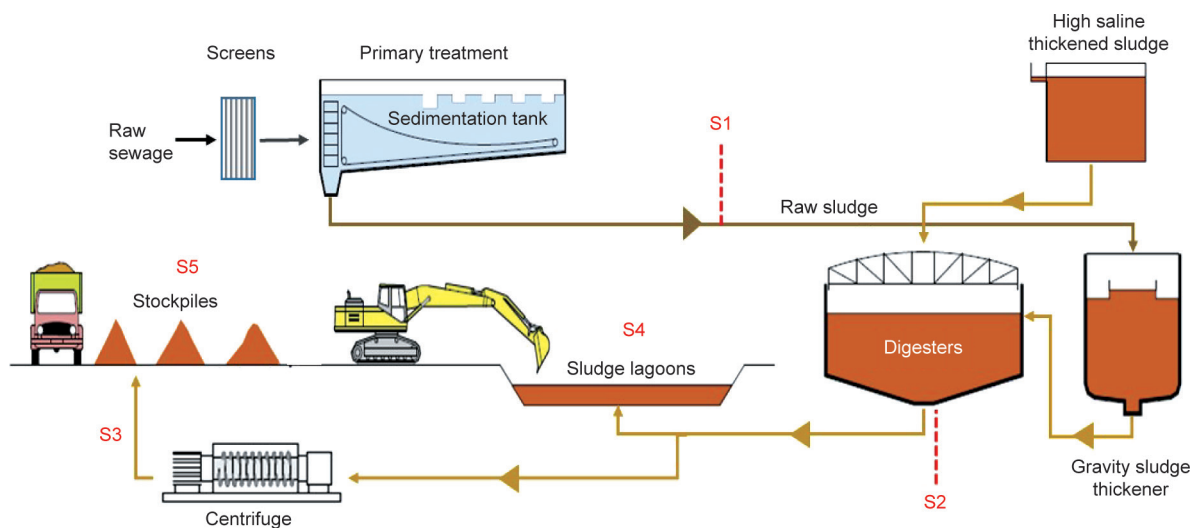 High saline
thickened sludge
Screens
Primary treatment
Raw
sewage
Sedimentation tank
S1
Raw sludge
S5
Stockpiles
S4
Sludge lagoons
Digesters
S3
Centrifuge
S2
Gravity sludge
thickener